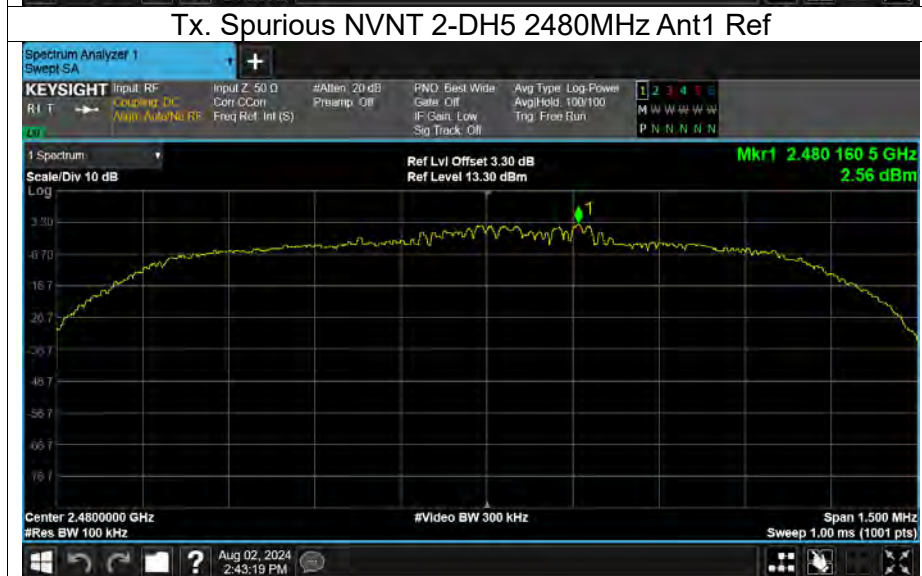 Tx. Spurious NVNT 2-DH5 2480MHz Ant1 Ref
Spectrum Analyzer 1
Swept SA
+
KEYSIGHT Input: RF Input Z: 50 Ω #Atten: 20 dB PNO: Best Wide Avg Type: Log-Power 1 2 3 4 5 6
RL T Coupling: DC Corr CCorr Preamp: Off Gate: Off Avg|Hold: 100/100 M W W W W W
Align: Auto/No RF Freq Ref: Int (S) IF Gain: Low Trig: Free Run P N N N N N
Sig Track: Off
1 Spectrum
Ref Lvl Offset 3.30 dB Mkr1 2.480 160 5 GHz
Scale/Div 10 dB Ref Level 13.30 dBm 2.56 dBm
Log
1
3.30
-6.70
-16.7
-26.7
-36.7
-46.7
-56.7
-66.7
-76.7
Center 2.4800000 GHz #Video BW 300 kHz Span 1.500 MHz
#Res BW 100 kHz Sweep 1.00 ms (1001 pts)
? Aug 02, 2024
2:43:19 PM